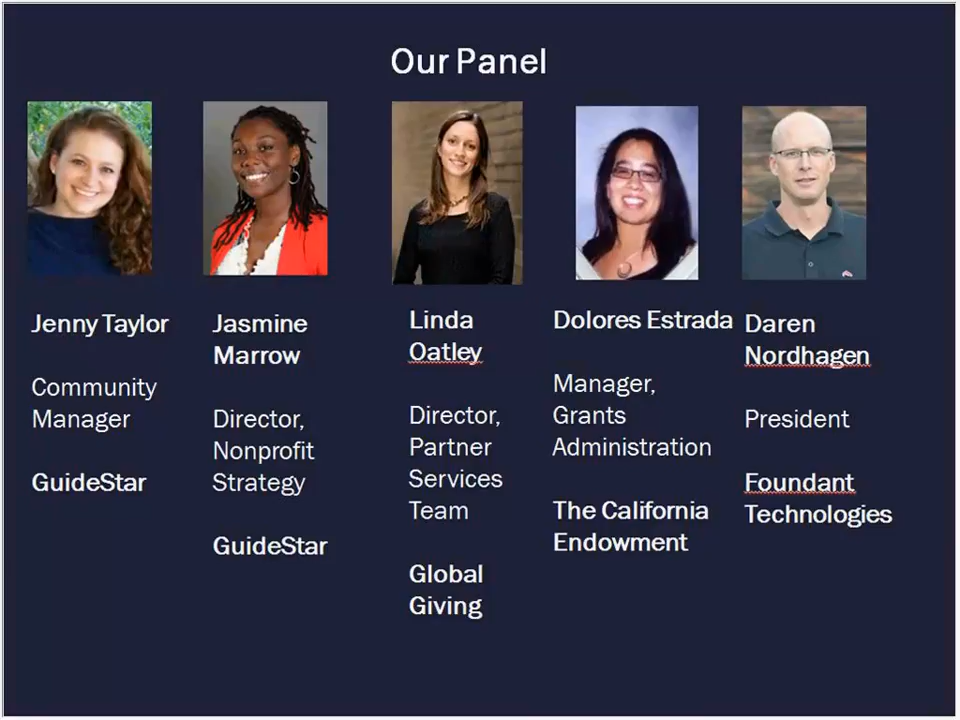 Our Panel
Jenny Taylor
Community
Manager
GuideStar
Jasmine
Marrow
Director,
Nonprofit
Strategy
GuideStar
Linda
Oatley
Director,
Partner
Services
Team
Global
Giving
Dolores Estrada
Manager,
Grants
Administration
The California
Endowment
Daren
Nordhagen
President
Foundant
Technologies